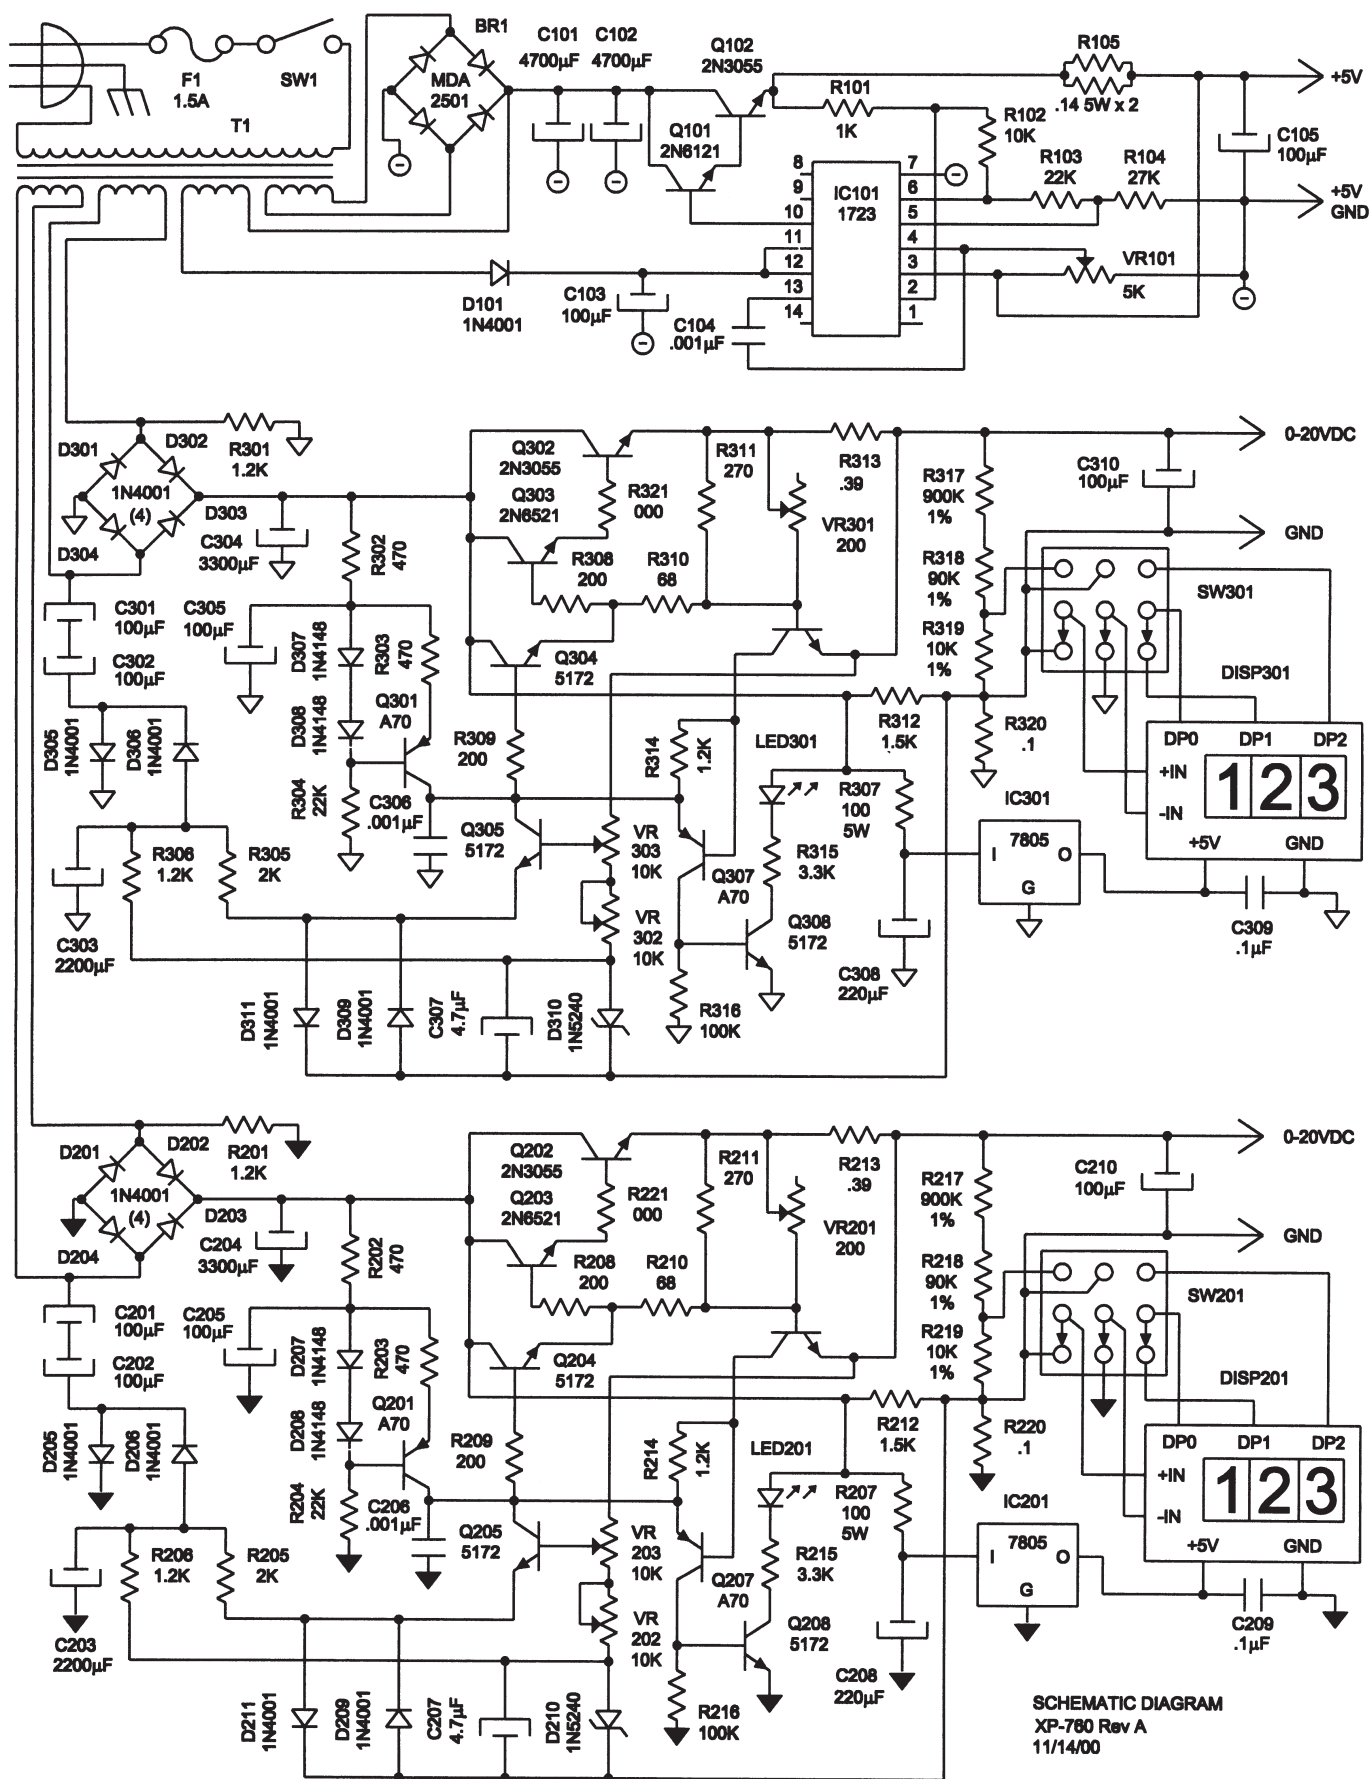 BR1
C101
4700µF
C102
4700µF
Q102
2N3055
R105
+5V
F1
1.5A
SW1
MDA
2501
R101
1K
.14 5W x 2
T1
Q101
2N6121
R102
10K
C105
100µF
R103
22K
R104
27K
8
9
10
11
12
13
14
IC101
1723
7
6
5
4
3
2
1
+5V
GND
VR101
5K
D101
1N4001
C103
100µF
C104
.001µF
D301
D302
R301
1.2K
1N4001
(4)
D303
D304
C304
3300µF
Q302
2N3055
Q303
2N6521
R321
000
R311
270
R313
.39
VR301
200
R317
900K
1%
C310
100µF
0-20VDC
GND
R302
470
R308
200
R310
68
R318
90K
1%
SW301
C301
100µF
C302
100µF
C305
100µF
D307
1N4148
R303
470
Q304
5172
R319
10K
1%
DISP301
D305
1N4001
D306
1N4001
D308
1N4148
Q301
A70
R309
200
R314
1.2K
LED301
R312
1.5K
R320
.1
DP0
DP1
DP2
+IN
-IN
1 2 3
+5V
GND
R304
22K
C306
.001µF
Q305
5172
VR
303
10K
R307
100
5W
IC301
7805
I
O
G
R306
1.2K
R305
2K
Q307
A70
R315
3.3K
VR
302
10K
Q308
5172
C309
.1µF
C303
2200µF
C308
220µF
D311
1N4001
D309
1N4001
C307
4.7µF
D310
1N5240
R316
100K
D201
D202
R201
1.2K
1N4001
(4)
D203
D204
C204
3300µF
Q202
2N3055
Q203
2N6521
R221
000
R211
270
R213
.39
VR201
200
R217
900K
1%
C210
100µF
0-20VDC
GND
R202
470
R208
200
R210
68
R218
90K
1%
SW201
C201
100µF
C202
100µF
C205
100µF
D207
1N4148
R203
470
Q204
5172
R219
10K
1%
DISP201
D205
1N4001
D206
1N4001
D208
1N4148
Q201
A70
R209
200
R214
1.2K
LED201
R212
1.5K
R220
.1
DP0
DP1
DP2
+IN
-IN
1 2 3
+5V
GND
R204
22K
C206
.001µF
Q205
5172
VR
203
10K
R207
100
5W
IC201
7805
I
O
G
R206
1.2K
R205
2K
Q207
A70
R215
3.3K
VR
202
10K
Q208
5172
C209
.1µF
C203
2200µF
C208
220µF
D211
1N4001
D209
1N4001
C207
4.7µF
D210
1N5240
R216
100K
SCHEMATIC DIAGRAM
XP-760 Rev A
11/14/00